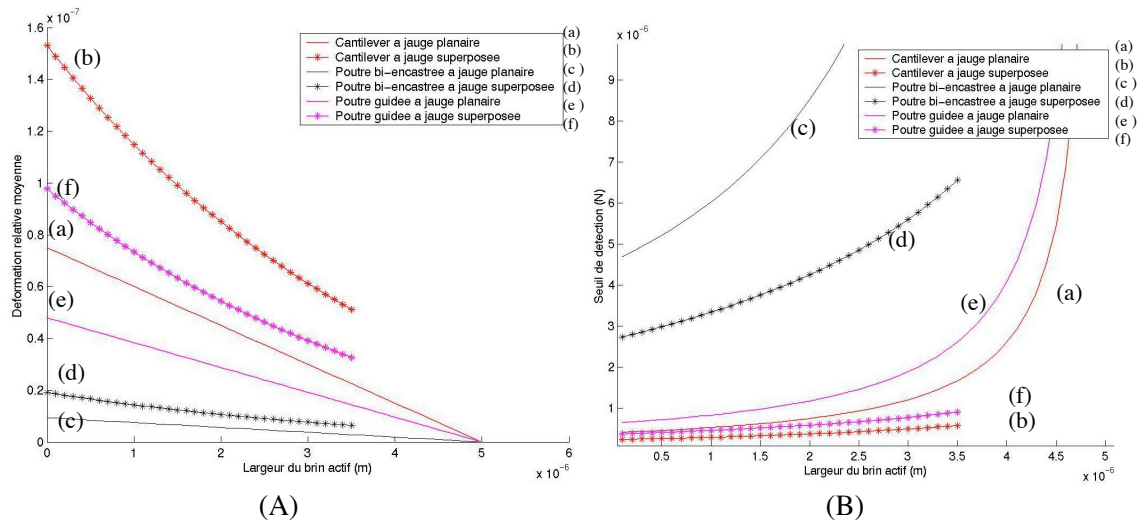 x 10⁻⁷
1.6
1.4
1.2
1
0.8
0.6
0.4
0.2
0
Deformation relative moyenne
Cantilever a jauge planaire
Cantilever a jauge superposee
Poutre bi-encastree a jauge planaire
Poutre bi-encastree a jauge superposee
Poutre guidee a jauge planaire
Poutre guidee a jauge superposee
(a)
(b)
(c )
(d)
(e )
(f)
(b)
(f)
(a)
(e)
(d)
(c)
0 1 2 3 4 5 6
Largeur du brin actif (m)
x 10⁻⁶
(A)
x 10⁻⁶
9
8
7
6
5
4
3
2
1
Seuil de detection (N)
Cantilever a jauge planaire
Cantilever a jauge superposee
Poutre bi-encastree a jauge planaire
Poutre bi-encastree a jauge superposee
Poutre guidee a jauge planaire
Poutre guidee a jauge superposee
(a)
(b)
(c )
(d)
(e )
(f)
(c)
(d)
(e)
(a)
(f)
(b)
0.5 1 1.5 2 2.5 3 3.5 4 4.5 5
Largeur du brin actif (m)
x 10⁻⁶
(B)